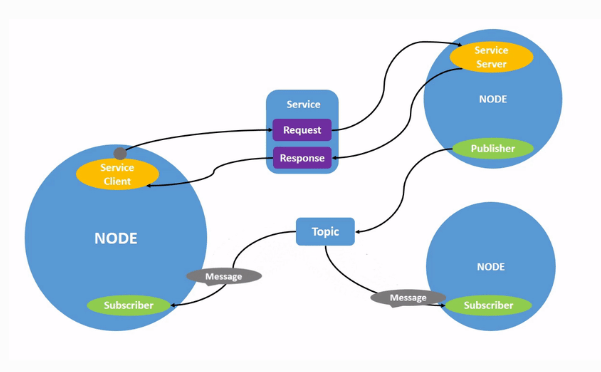 Service
Server
NODE
Publisher
Service
Request
Response
Service
Client
NODE
Subscriber
Topic
Message
Message
NODE
Subscriber